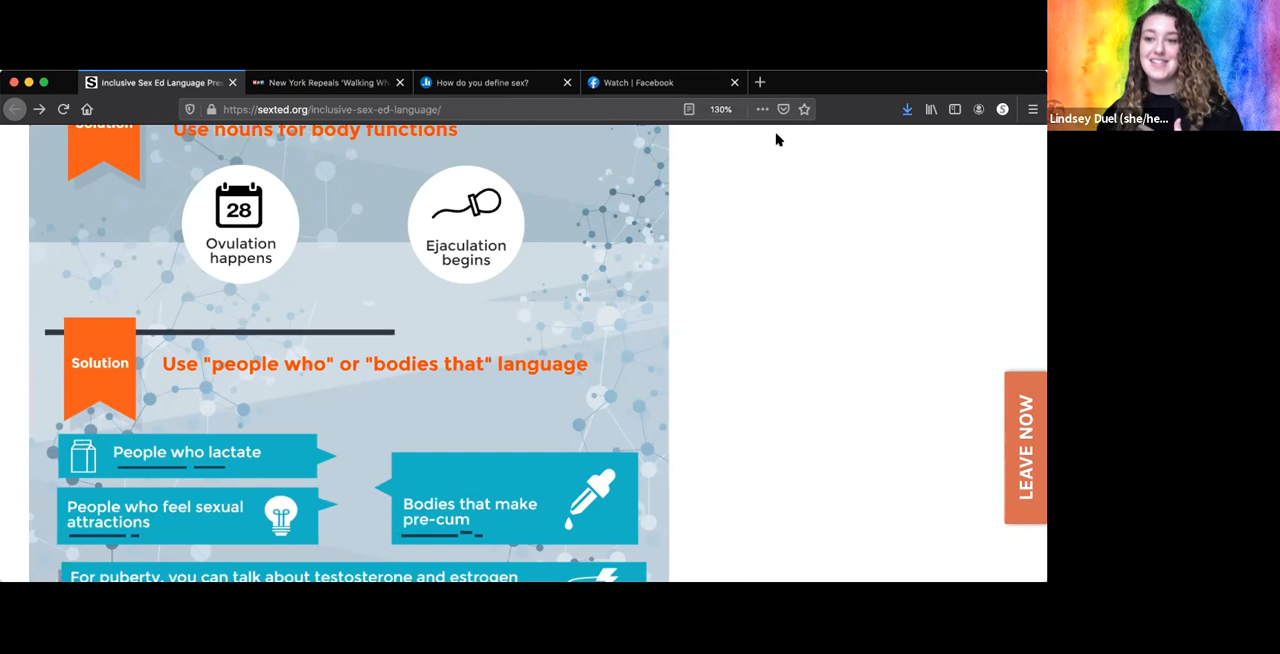 Inclusive Sex Ed Language Pre
New York Repeals 'Walking Wh
How do you define sex?
Watch | Facebook
https://sexted.org/inclusive-sex-ed-language/
130%
Lindsey Duel (she/he...
Solution
Use nouns for body functions
28
Ovulation
happens
Ejaculation
begins
Solution
Use "people who" or "bodies that" language
People who lactate
People who feel sexual
attractions
Bodies that make
pre-cum
For puberty, you can talk about testosterone and estrogen
LEAVE NOW